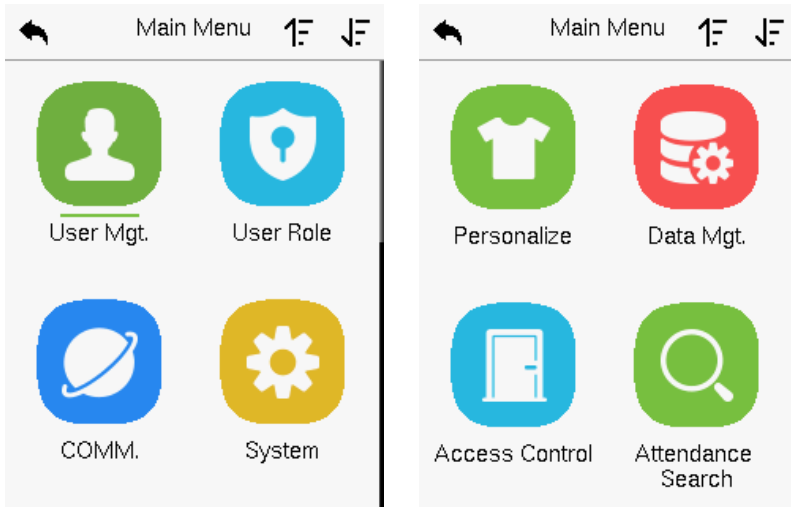 Main Menu
User Mgt.
User Role
COMM.
System
Main Menu
Personalize
Data Mgt.
Access Control
Attendance
Search